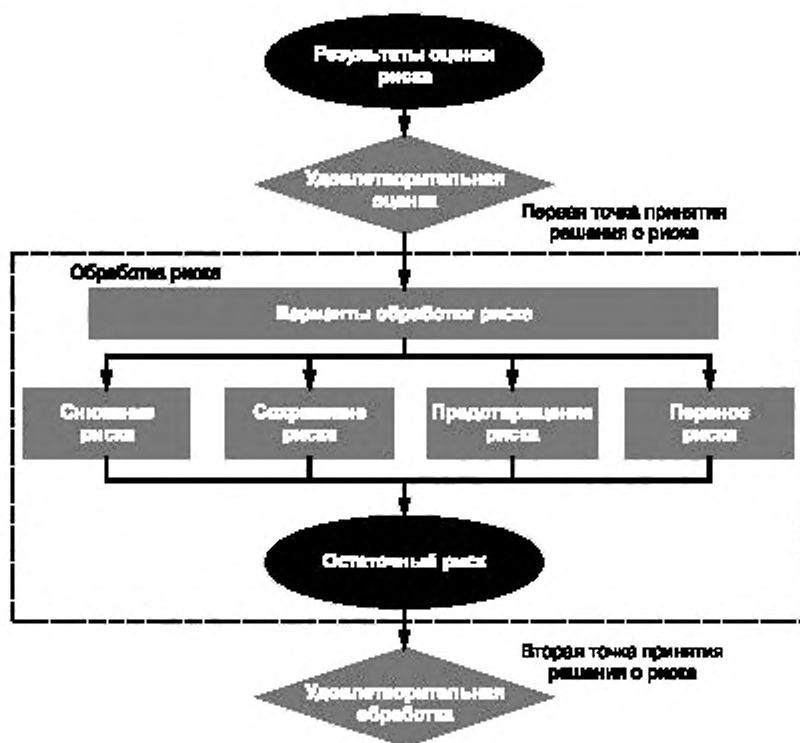 Результаты оценки
риска
Удовлетворительная
оценка
Первая точка принятия
решения о риске
Обработка риска
Варианты обработки риска
Снижение
риска
Сохранение
риска
Предотвращение
риска
Перенос
риска
Остаточный риск
Вторая точка принятия
решения о риске
Удовлетворительная
обработка